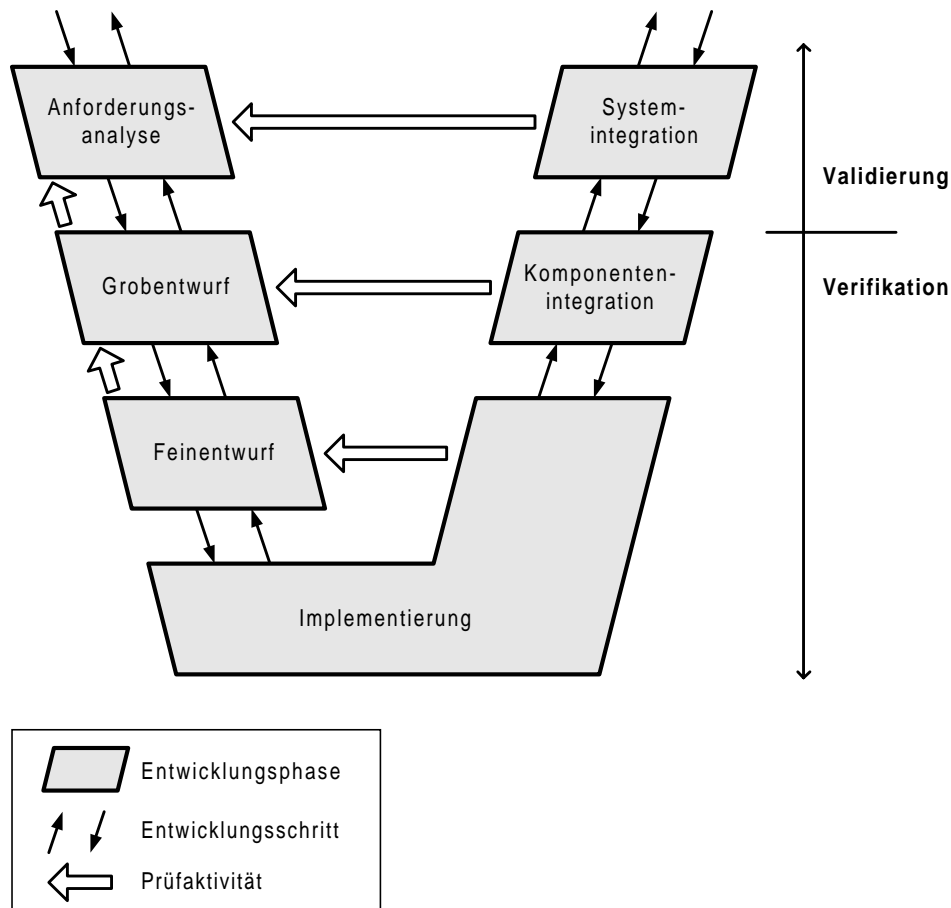 Anforderungs-
analyse
System-
integration
Validierung
Grobentwurf
Komponenten-
integration
Verifikation
Feinentwurf
Implementierung
Entwicklungsphase
Entwicklungsschritt
Prüfaktivität